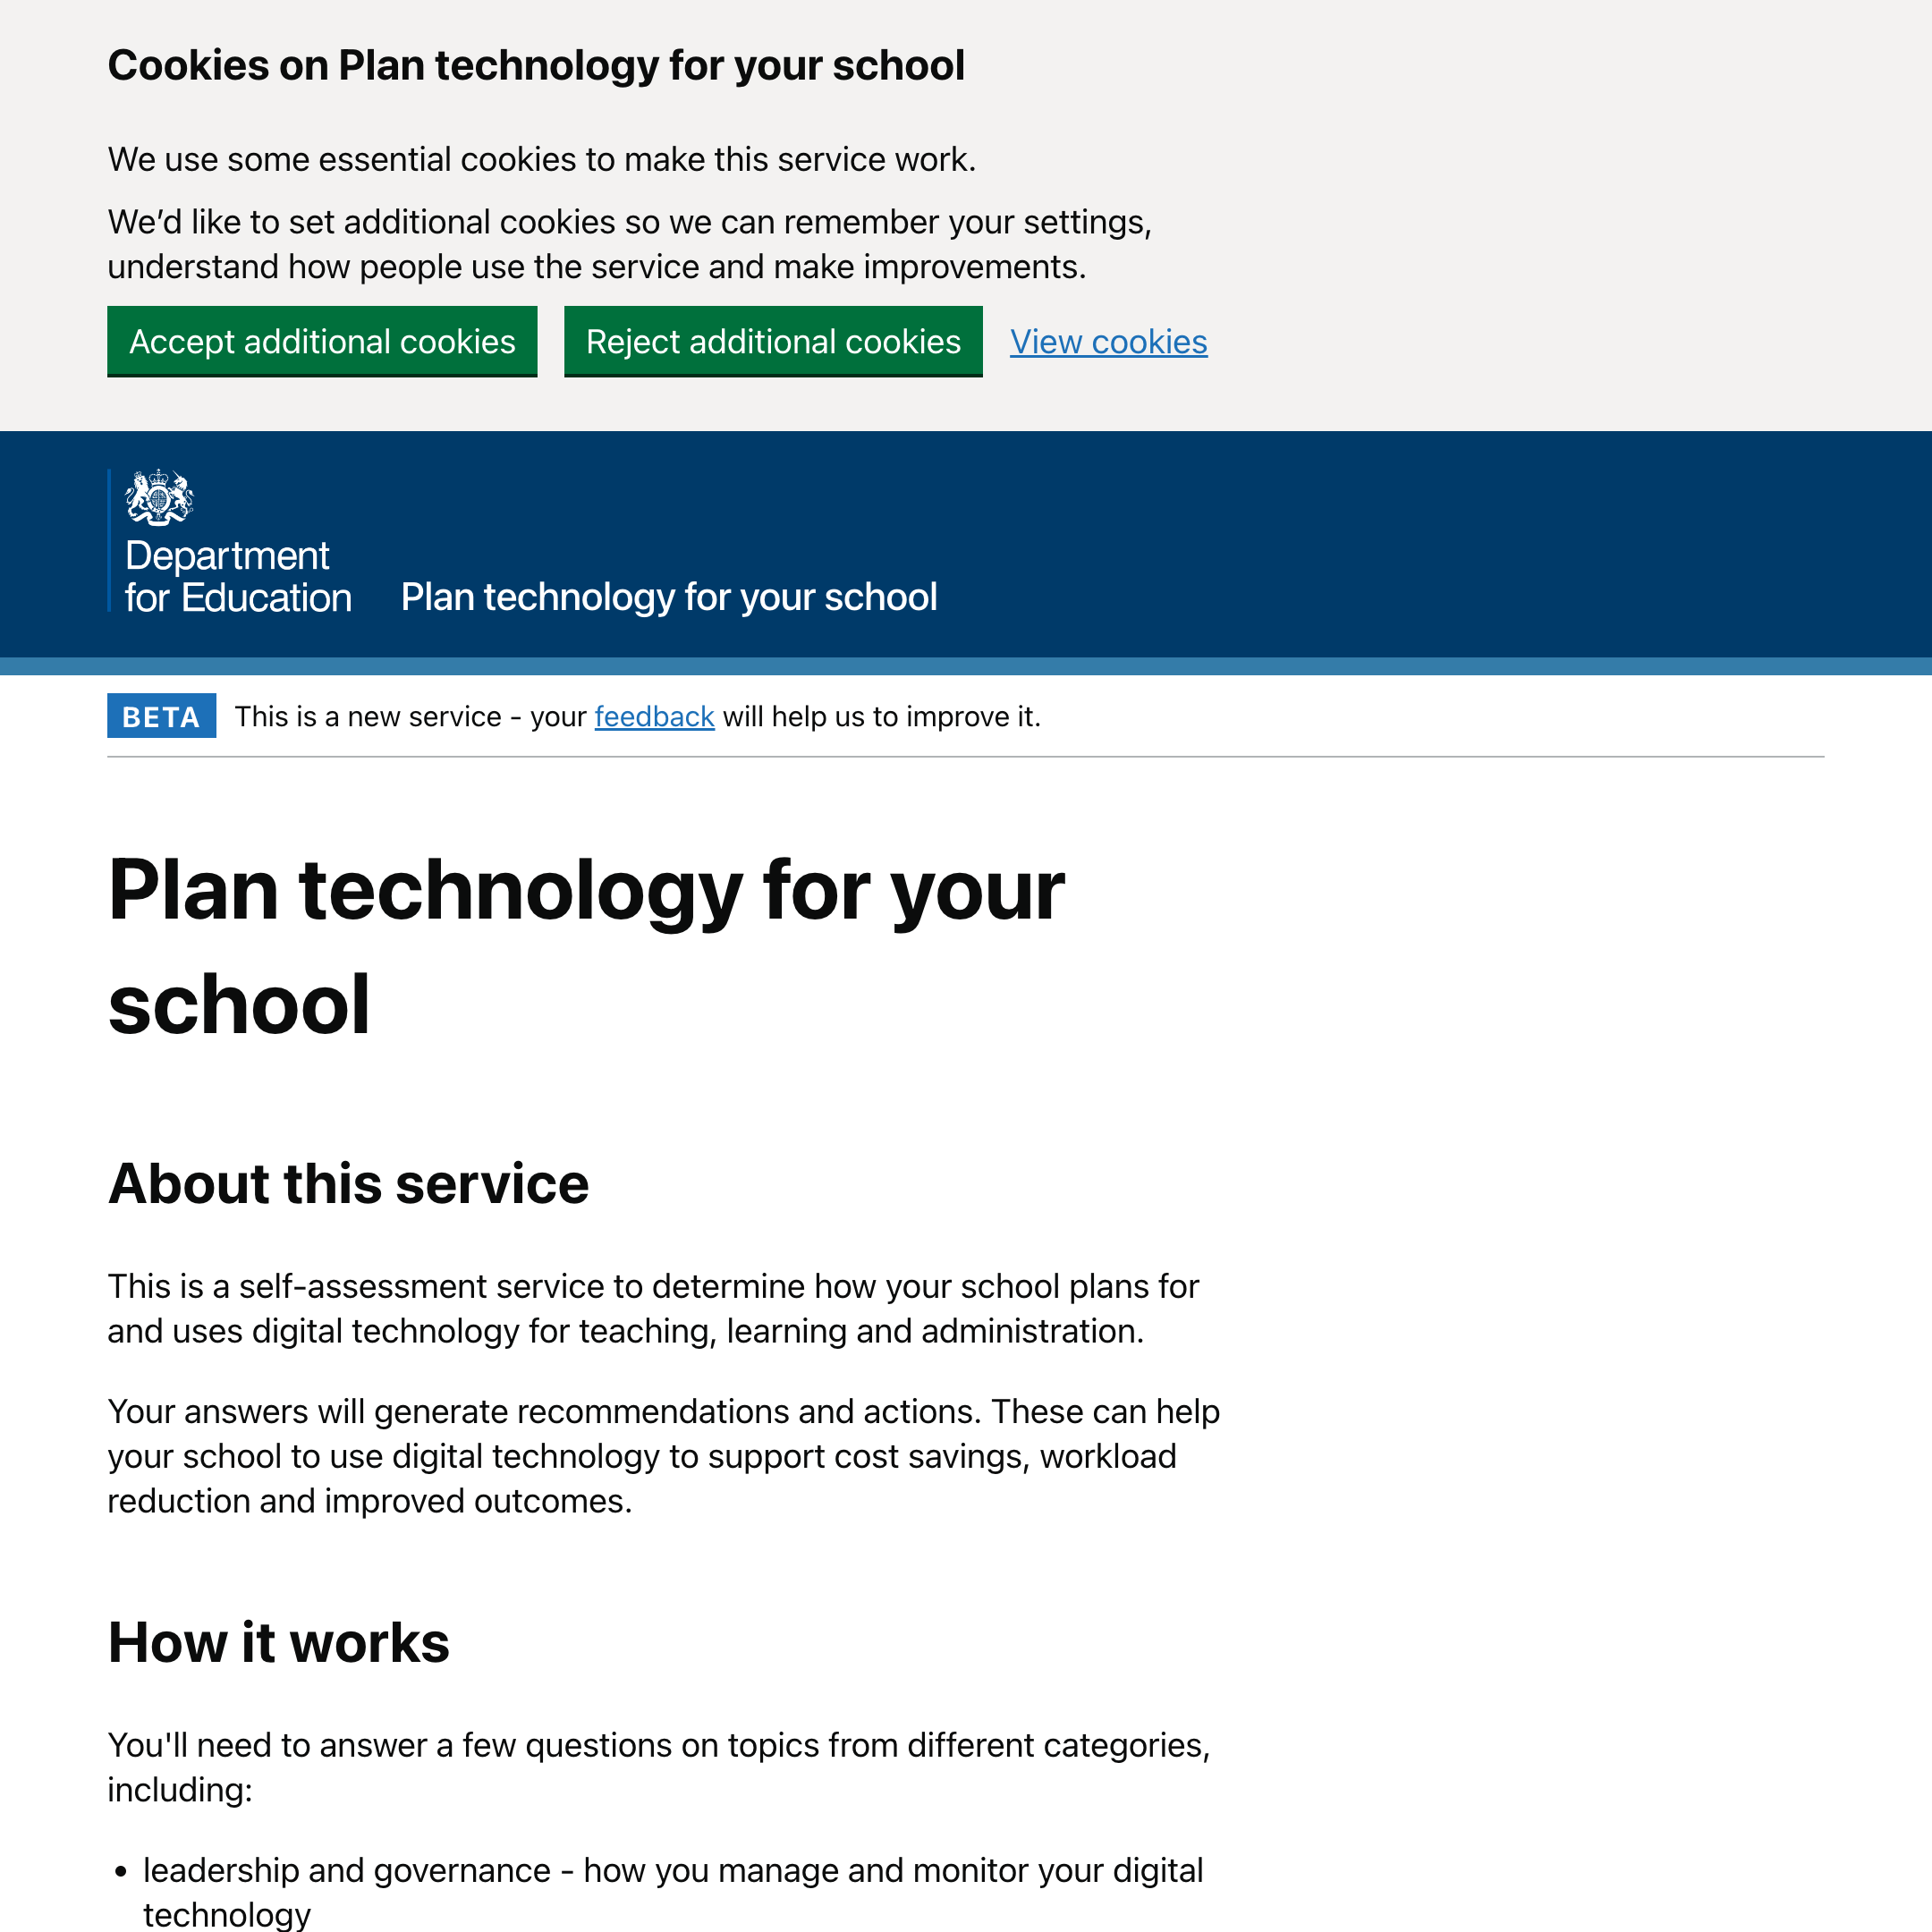 Cookies on Plan technology for your school
We use some essential cookies to make this service work.
We’d like to set additional cookies so we can remember your settings,
understand how people use the service and make improvements.
Accept additional cookies Reject additional cookies View cookies
Department
for Education Plan technology for your school
BETA This is a new service - your feedback will help us to improve it.
Plan technology for your
school
About this service
This is a self-assessment service to determine how your school plans for
and uses digital technology for teaching, learning and administration.
Your answers will generate recommendations and actions. These can help
your school to use digital technology to support cost savings, workload
reduction and improved outcomes.
How it works
You'll need to answer a few questions on topics from different categories,
including:
• leadership and governance - how you manage and monitor your digital
technology